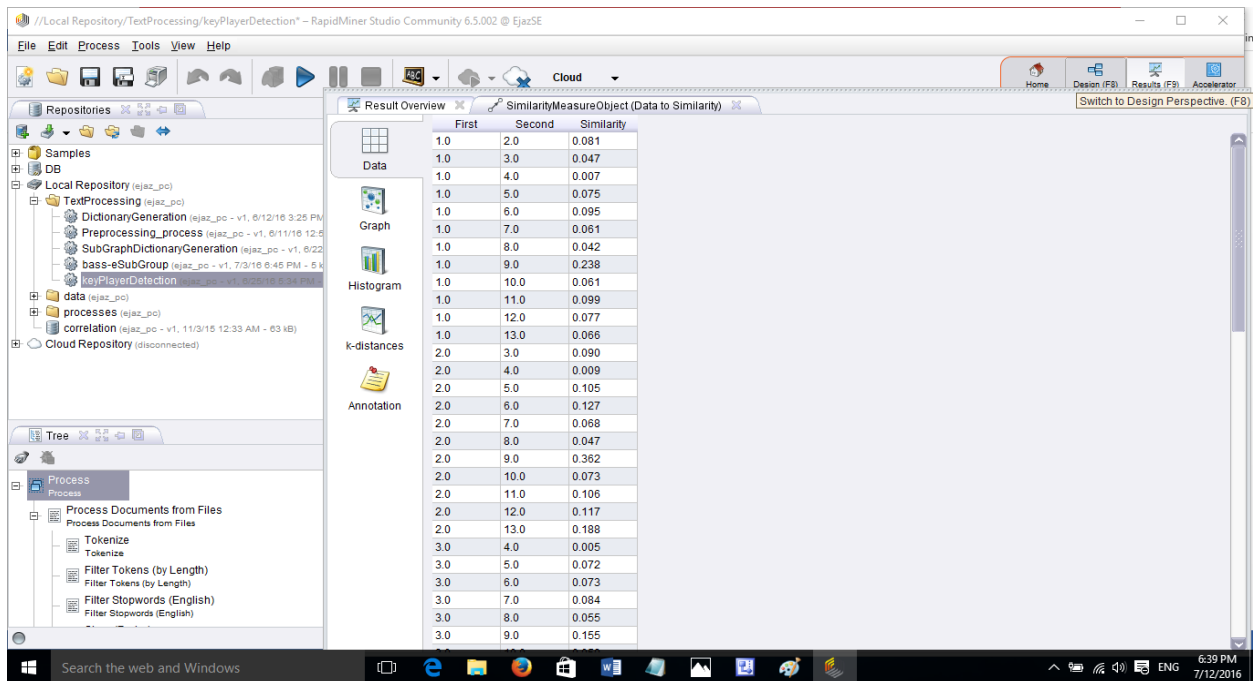 //Local Repository/TextProcessing/keyPlayerDetection* – RapidMiner Studio Community 6.5.002 @ EjazSE
File Edit Process Tools View Help
Cloud
Home Design (F8) Results (F9) Accelerator
Switch to Design Perspective. (F8)
Repositories
Result Overview
SimilarityMeasureObject (Data to Similarity)
Samples
DB
Local Repository (ejaz_pc)
TextProcessing (ejaz_pc)
DictionaryGeneration (ejaz_pc - v1, 6/12/16 3:25 PM
Preprocessing_process (ejaz_pc - v1, 6/11/16 12:5
SubGraphDictionaryGeneration (ejaz_pc - v1, 6/22
bass-eSubGroup (ejaz_pc - v1, 7/3/16 6:45 PM - 5 k
keyPlayerDetection (ejaz_pc - v1, 6/25/16 5:34 PM -
data (ejaz_pc)
processes (ejaz_pc)
correlation (ejaz_pc - v1, 11/3/15 12:33 AM - 63 kB)
Cloud Repository (disconnected)
Tree
Process
Process
Process Documents from Files
Process Documents from Files
Tokenize
Tokenize
Filter Tokens (by Length)
Filter Tokens (by Length)
Filter Stopwords (English)
Filter Stopwords (English)
Data
Graph
Histogram
k-distances
Annotation
First Second Similarity
1.0 2.0 0.081
1.0 3.0 0.047
1.0 4.0 0.007
1.0 5.0 0.075
1.0 6.0 0.095
1.0 7.0 0.061
1.0 8.0 0.042
1.0 9.0 0.238
1.0 10.0 0.061
1.0 11.0 0.099
1.0 12.0 0.077
1.0 13.0 0.066
2.0 3.0 0.090
2.0 4.0 0.009
2.0 5.0 0.105
2.0 6.0 0.127
2.0 7.0 0.068
2.0 8.0 0.047
2.0 9.0 0.362
2.0 10.0 0.073
2.0 11.0 0.106
2.0 12.0 0.117
2.0 13.0 0.188
3.0 4.0 0.005
3.0 5.0 0.072
3.0 6.0 0.073
3.0 7.0 0.084
3.0 8.0 0.055
3.0 9.0 0.155
Search the web and Windows
ENG
6:39 PM
7/12/2016